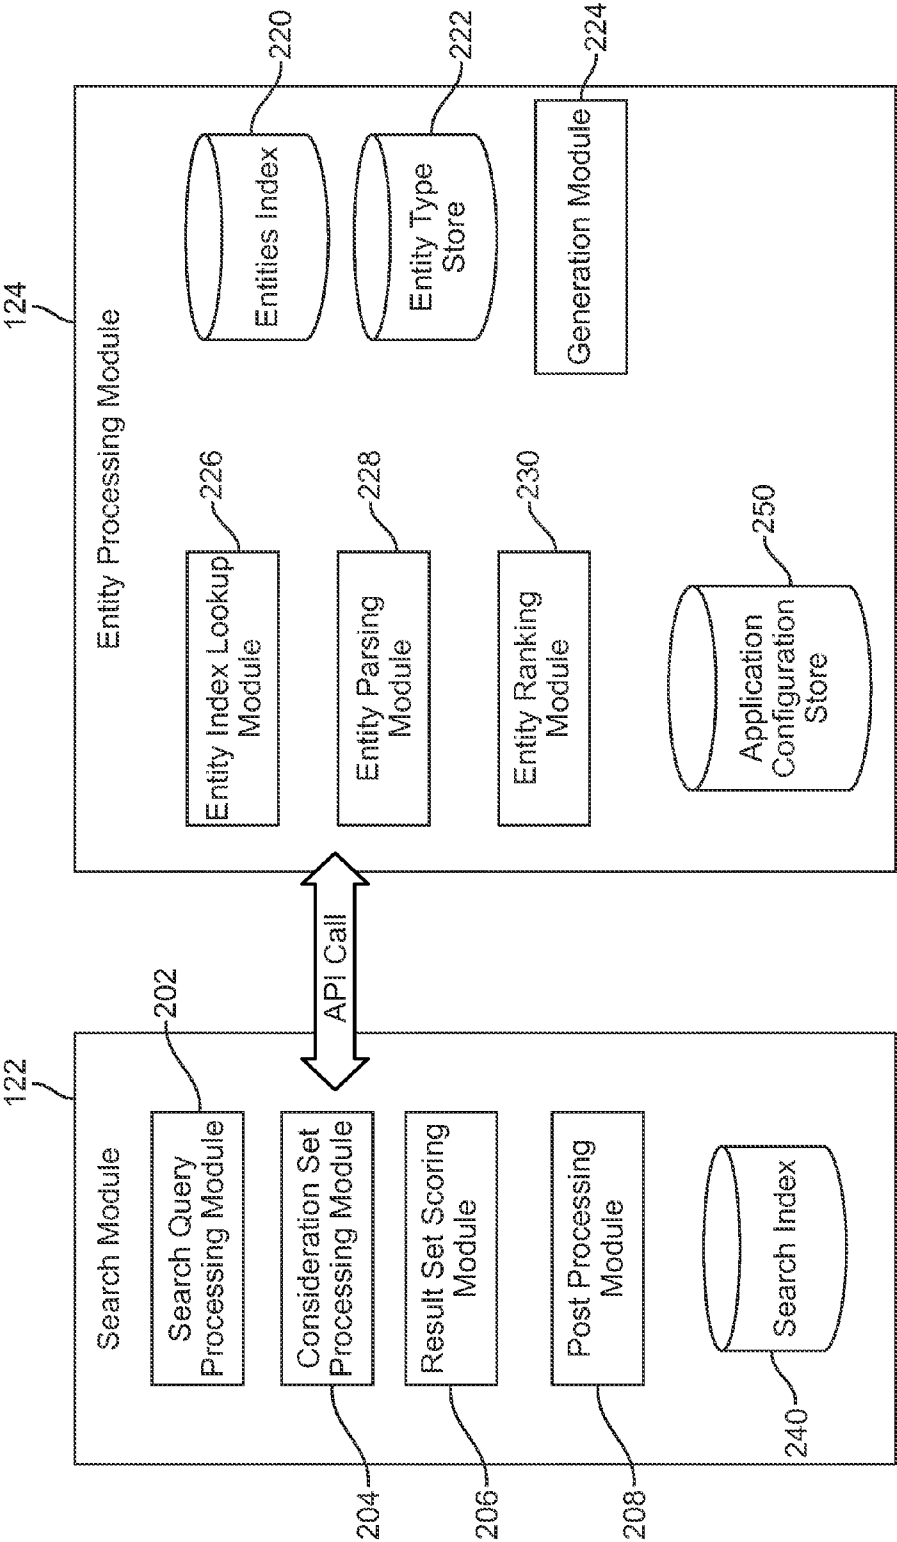 122
Search Module
202
Search Query
Processing Module
Consideration Set
Processing Module
204
Result Set Scoring
Module
206
Post Processing
Module
208
Search Index
240
API Call
124
Entity Processing Module
226
Entity Index Lookup
Module
228
Entity Parsing
Module
230
Entity Ranking
Module
250
Application
Configuration
Store
220
Entities Index
222
Entity Type
Store
224
Generation Module